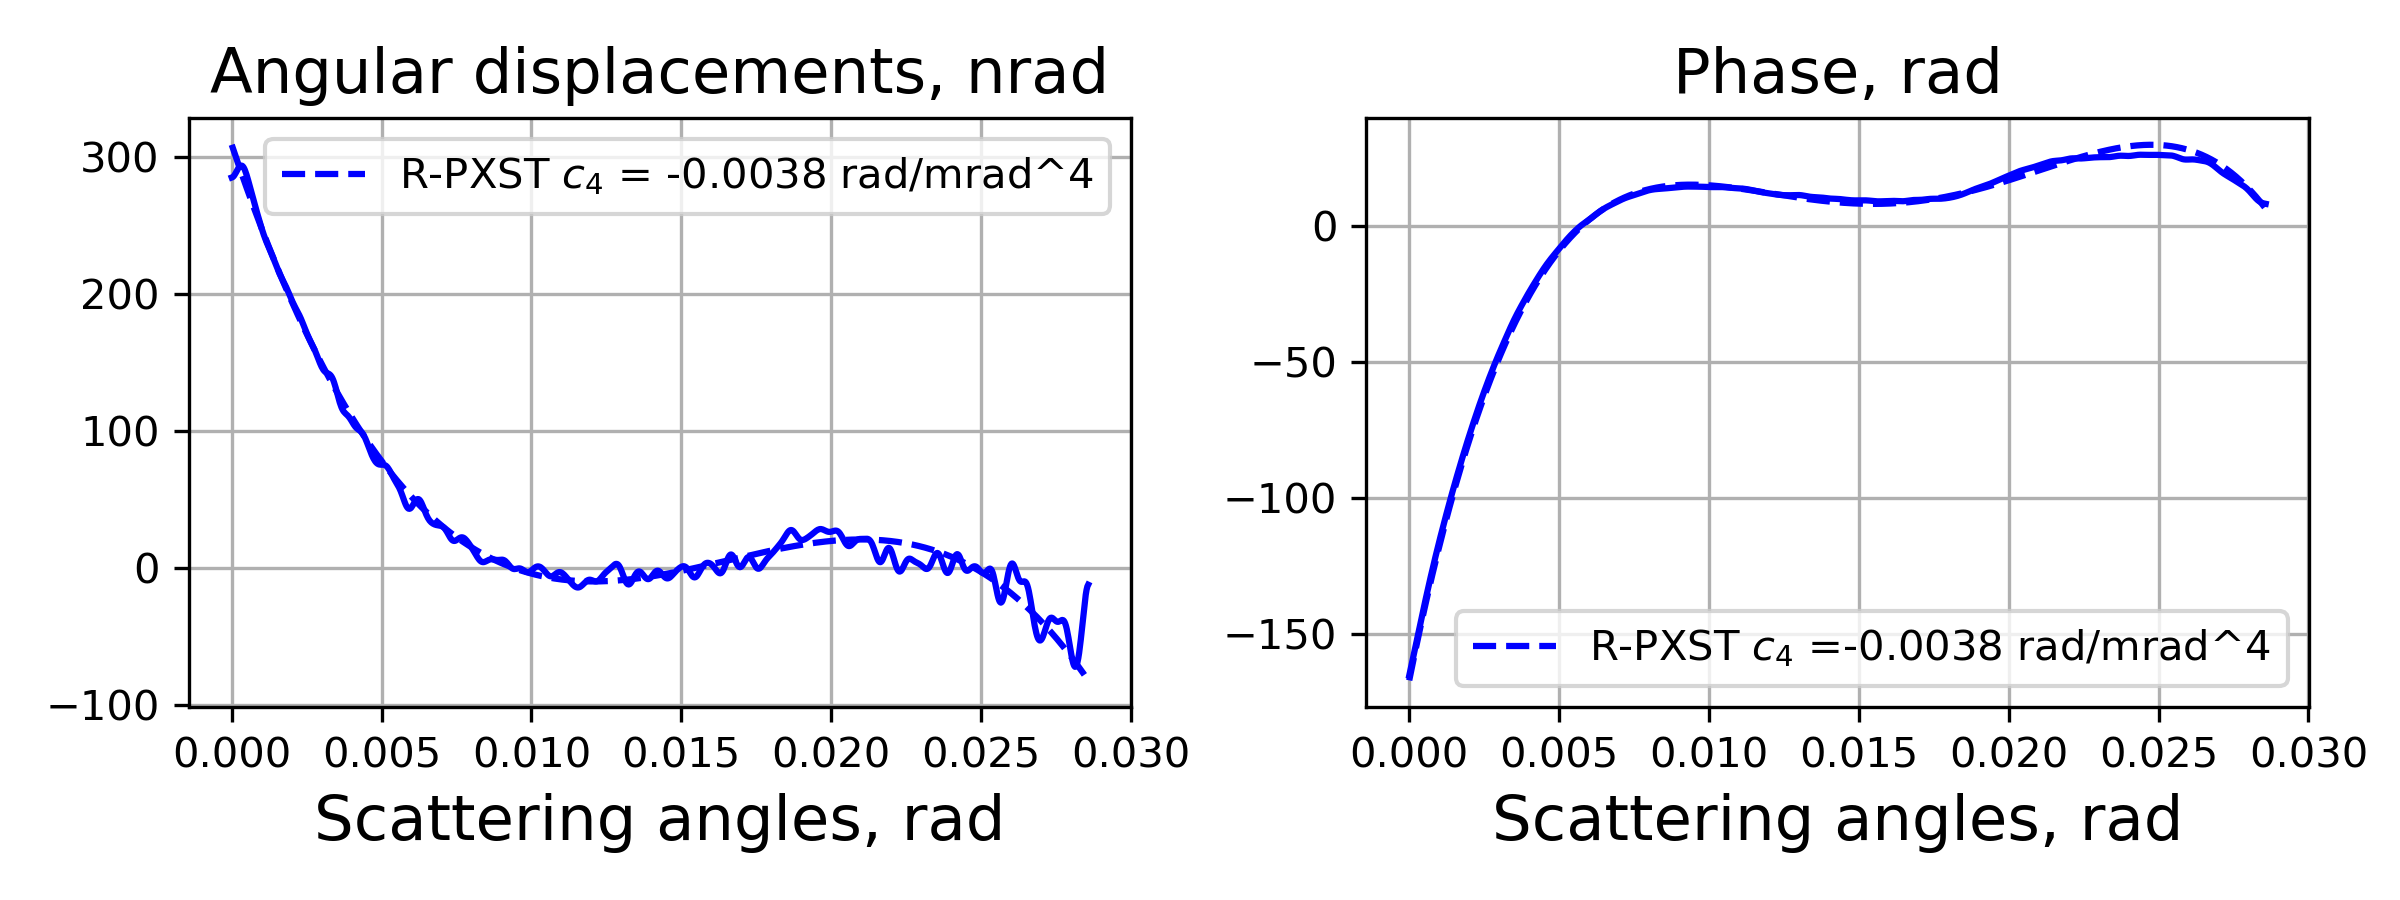 Angular displacements, nrad
300
200
100
0
−100
R-PXST c₄ = -0.0038 rad/mrad^4
0.000 0.005 0.010 0.015 0.020 0.025 0.030
Scattering angles, rad
Phase, rad
0
−50
−100
−150
R-PXST c₄ =-0.0038 rad/mrad^4
0.000 0.005 0.010 0.015 0.020 0.025 0.030
Scattering angles, rad